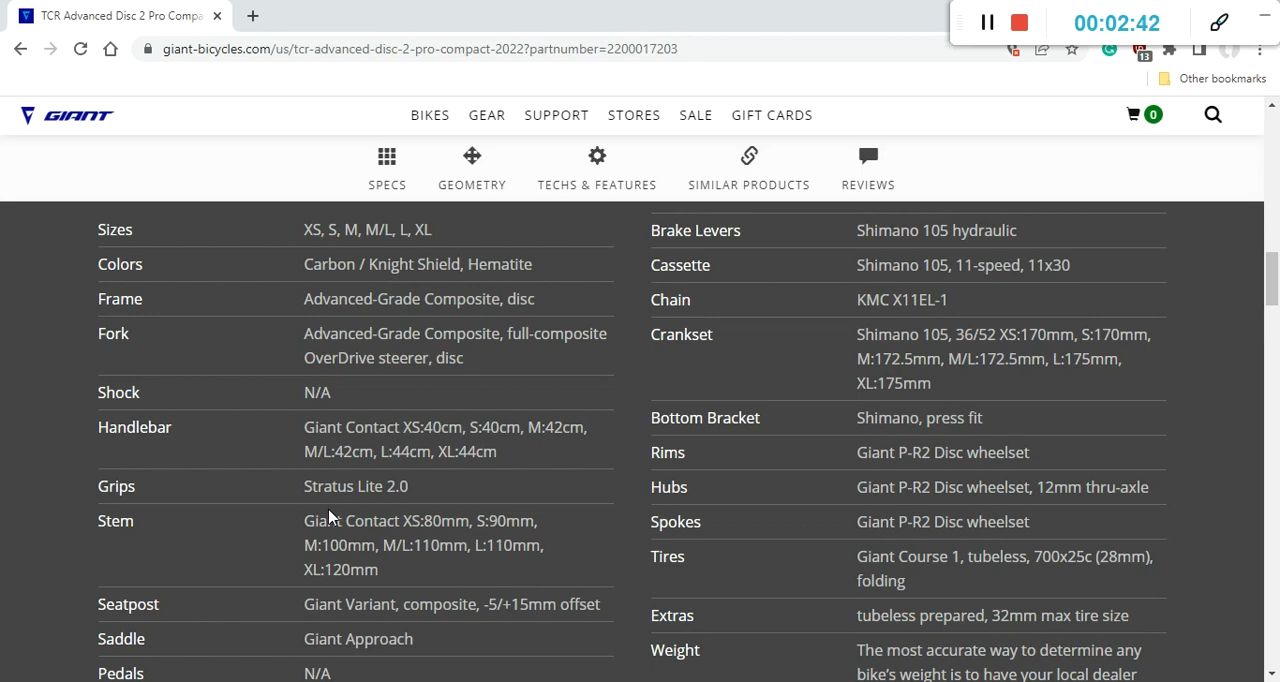 TCR Advanced Disc 2 Pro Compa
00:02:42
giant-bicycles.com/us/tcr-advanced-disc-2-pro-compact-2022?partnumber=2200017203
13
Other bookmarks
GIANT
BIKES GEAR SUPPORT STORES SALE GIFT CARDS
0
SPECS GEOMETRY TECHS & FEATURES SIMILAR PRODUCTS REVIEWS
Sizes XS, S, M, M/L, L, XL
Colors Carbon / Knight Shield, Hematite
Frame Advanced-Grade Composite, disc
Fork Advanced-Grade Composite, full-composite
OverDrive steerer, disc
Shock N/A
Handlebar Giant Contact XS:40cm, S:40cm, M:42cm,
M/L:42cm, L:44cm, XL:44cm
Grips Stratus Lite 2.0
Stem Giant Contact XS:80mm, S:90mm,
M:100mm, M/L:110mm, L:110mm,
XL:120mm
Seatpost Giant Variant, composite, -5/+15mm offset
Saddle Giant Approach
Pedals N/A
Brake Levers Shimano 105 hydraulic
Cassette Shimano 105, 11-speed, 11x30
Chain KMC X11EL-1
Crankset Shimano 105, 36/52 XS:170mm, S:170mm,
M:172.5mm, M/L:172.5mm, L:175mm,
XL:175mm
Bottom Bracket Shimano, press fit
Rims Giant P-R2 Disc wheelset
Hubs Giant P-R2 Disc wheelset, 12mm thru-axle
Spokes Giant P-R2 Disc wheelset
Tires Giant Course 1, tubeless, 700x25c (28mm),
folding
Extras tubeless prepared, 32mm max tire size
Weight The most accurate way to determine any
bike's weight is to have your local dealer